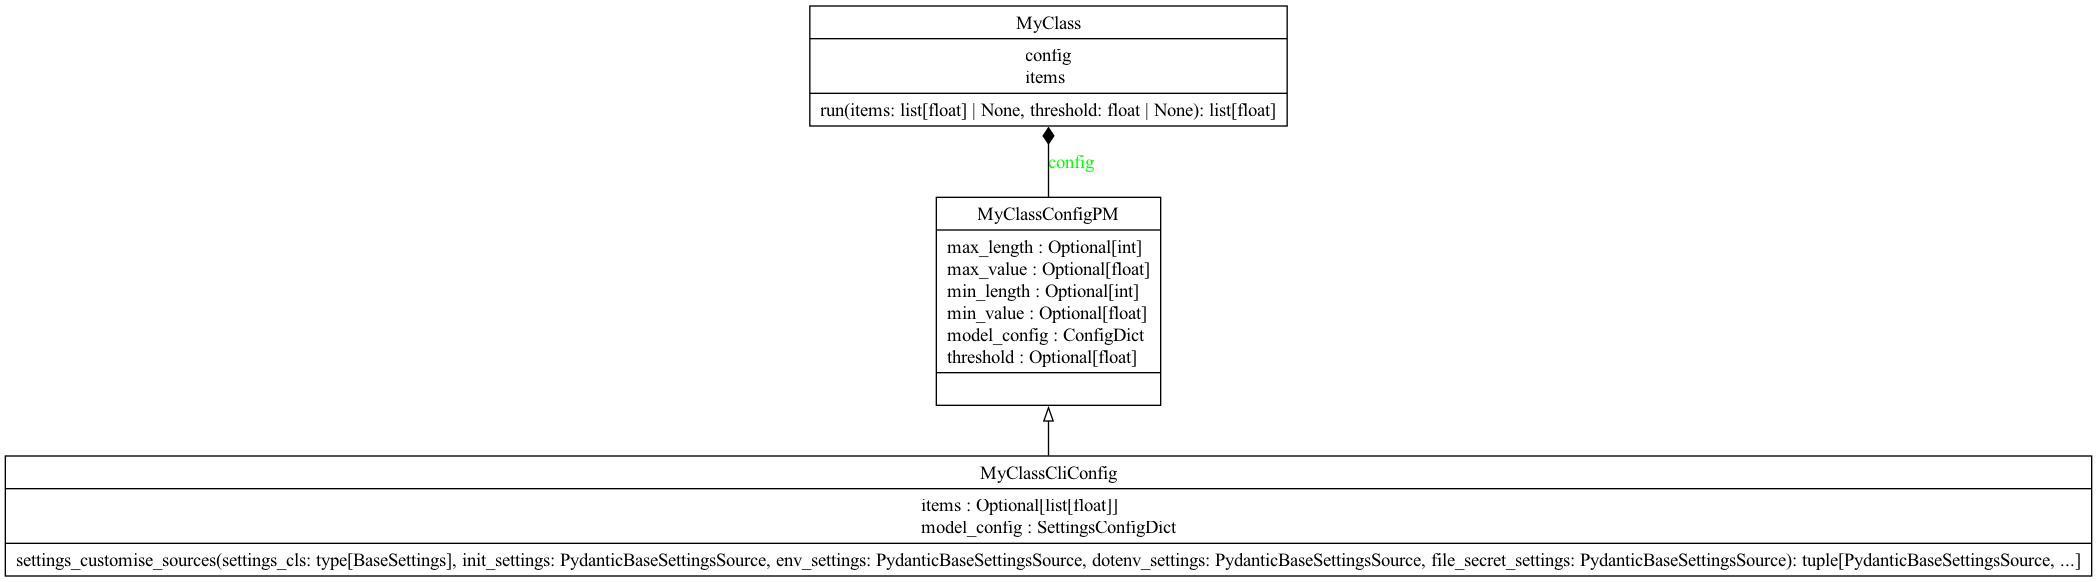 MyClass
config
items
run(items: list[float] | None, threshold: float | None): list[float]
config
MyClassConfigPM
max_length : Optional[int]
max_value : Optional[float]
min_length : Optional[int]
min_value : Optional[float]
model_config : ConfigDict
threshold : Optional[float]
MyClassCliConfig
items : Optional[list[float]]
model_config : SettingsConfigDict
settings_customise_sources(settings_cls: type[BaseSettings], init_settings: PydanticBaseSettingsSource, env_settings: PydanticBaseSettingsSource, dotenv_settings: PydanticBaseSettingsSource, file_secret_settings: PydanticBaseSettingsSource): tuple[PydanticBaseSettingsSource, ...]